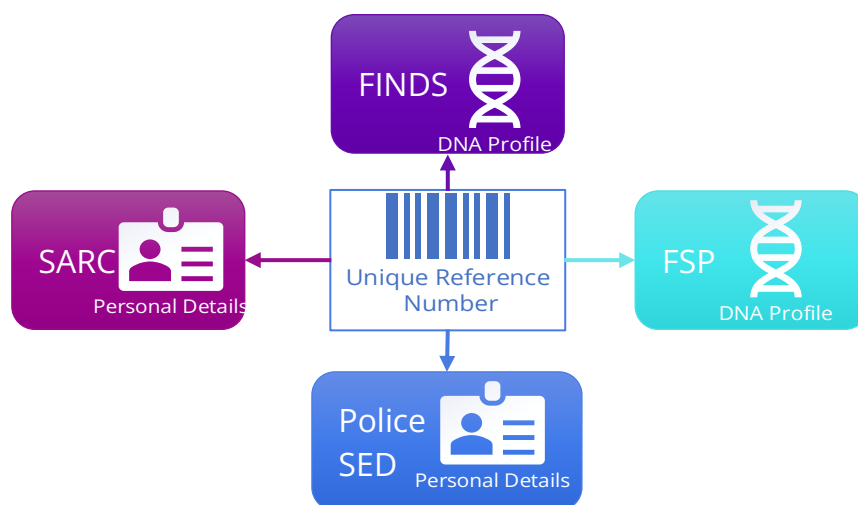 FINDS
DNA Profile
SARC
Personal Details
Unique Reference
Number
FSP
DNA Profile
Police
SED
Personal Details